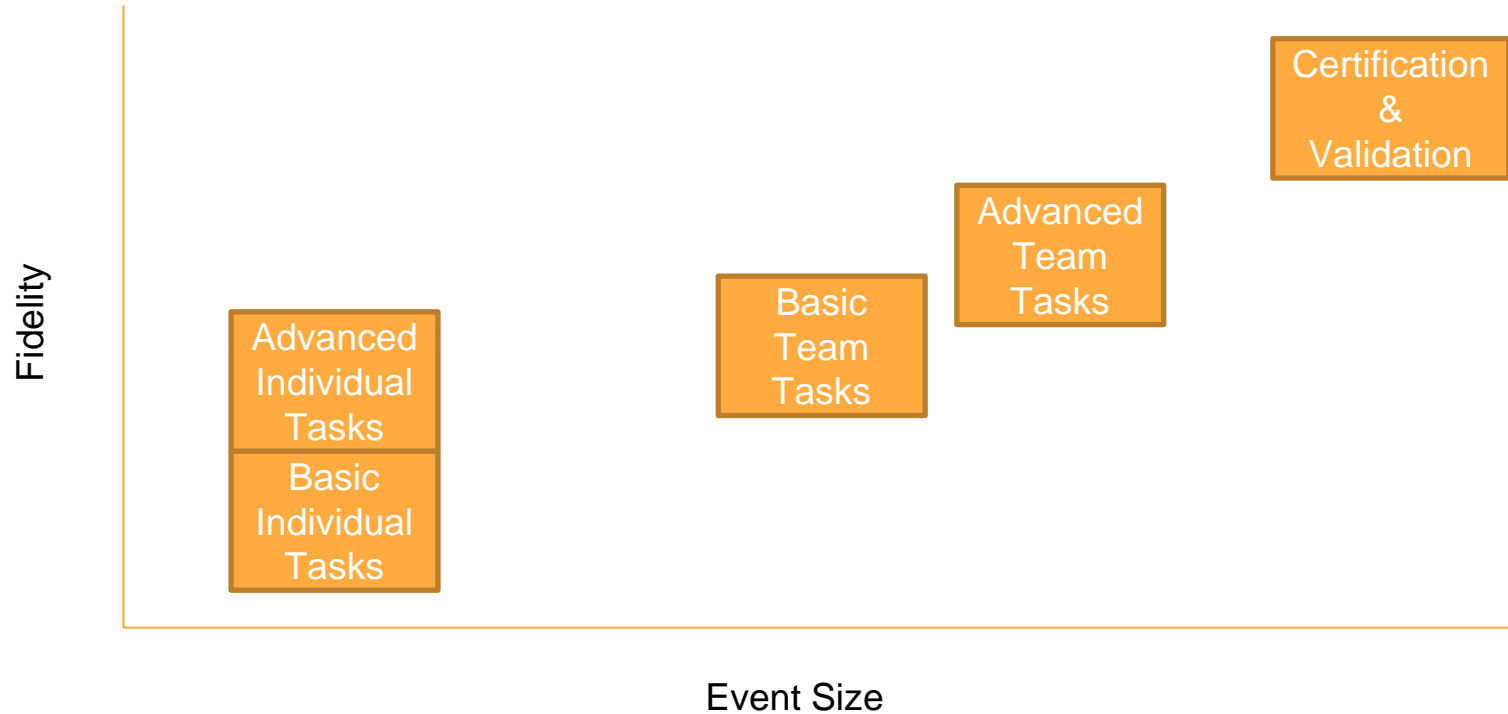 Certification
&
Validation
Advanced
Team
Tasks
Basic
Team
Tasks
Advanced
Individual
Tasks
Basic
Individual
Tasks
Fidelity
Event Size